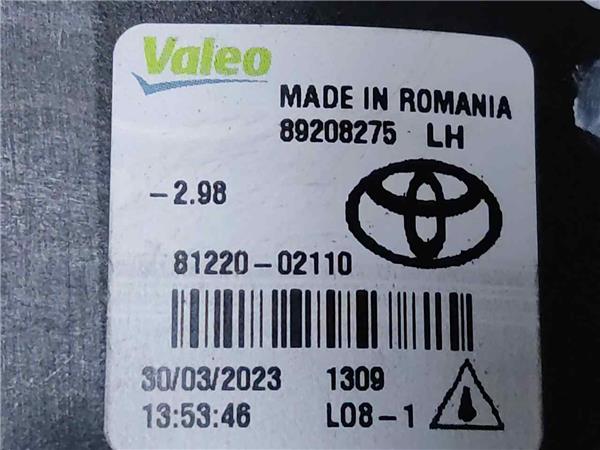 Valeo
MADE IN ROMANIA
89208275 LH
-2.98
81220-02110
30/03/2023 1309
13:53:46 L08-1